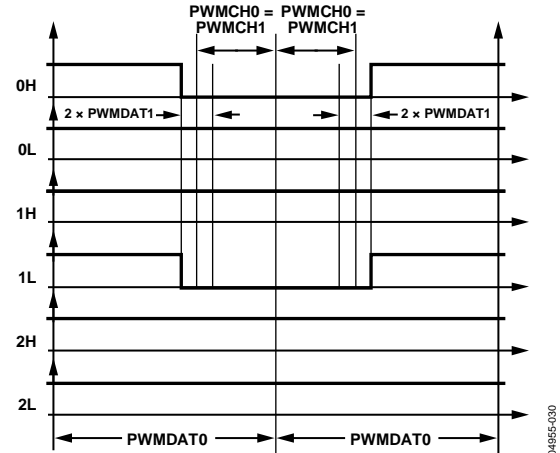 PWMCH0 = PWMCH0 =
PWMCH1 PWMCH1
0H
2 × PWMDAT1 2 × PWMDAT1
0L
1H
1L
2H
2L
PWMDAT0 PWMDAT0
04955-030